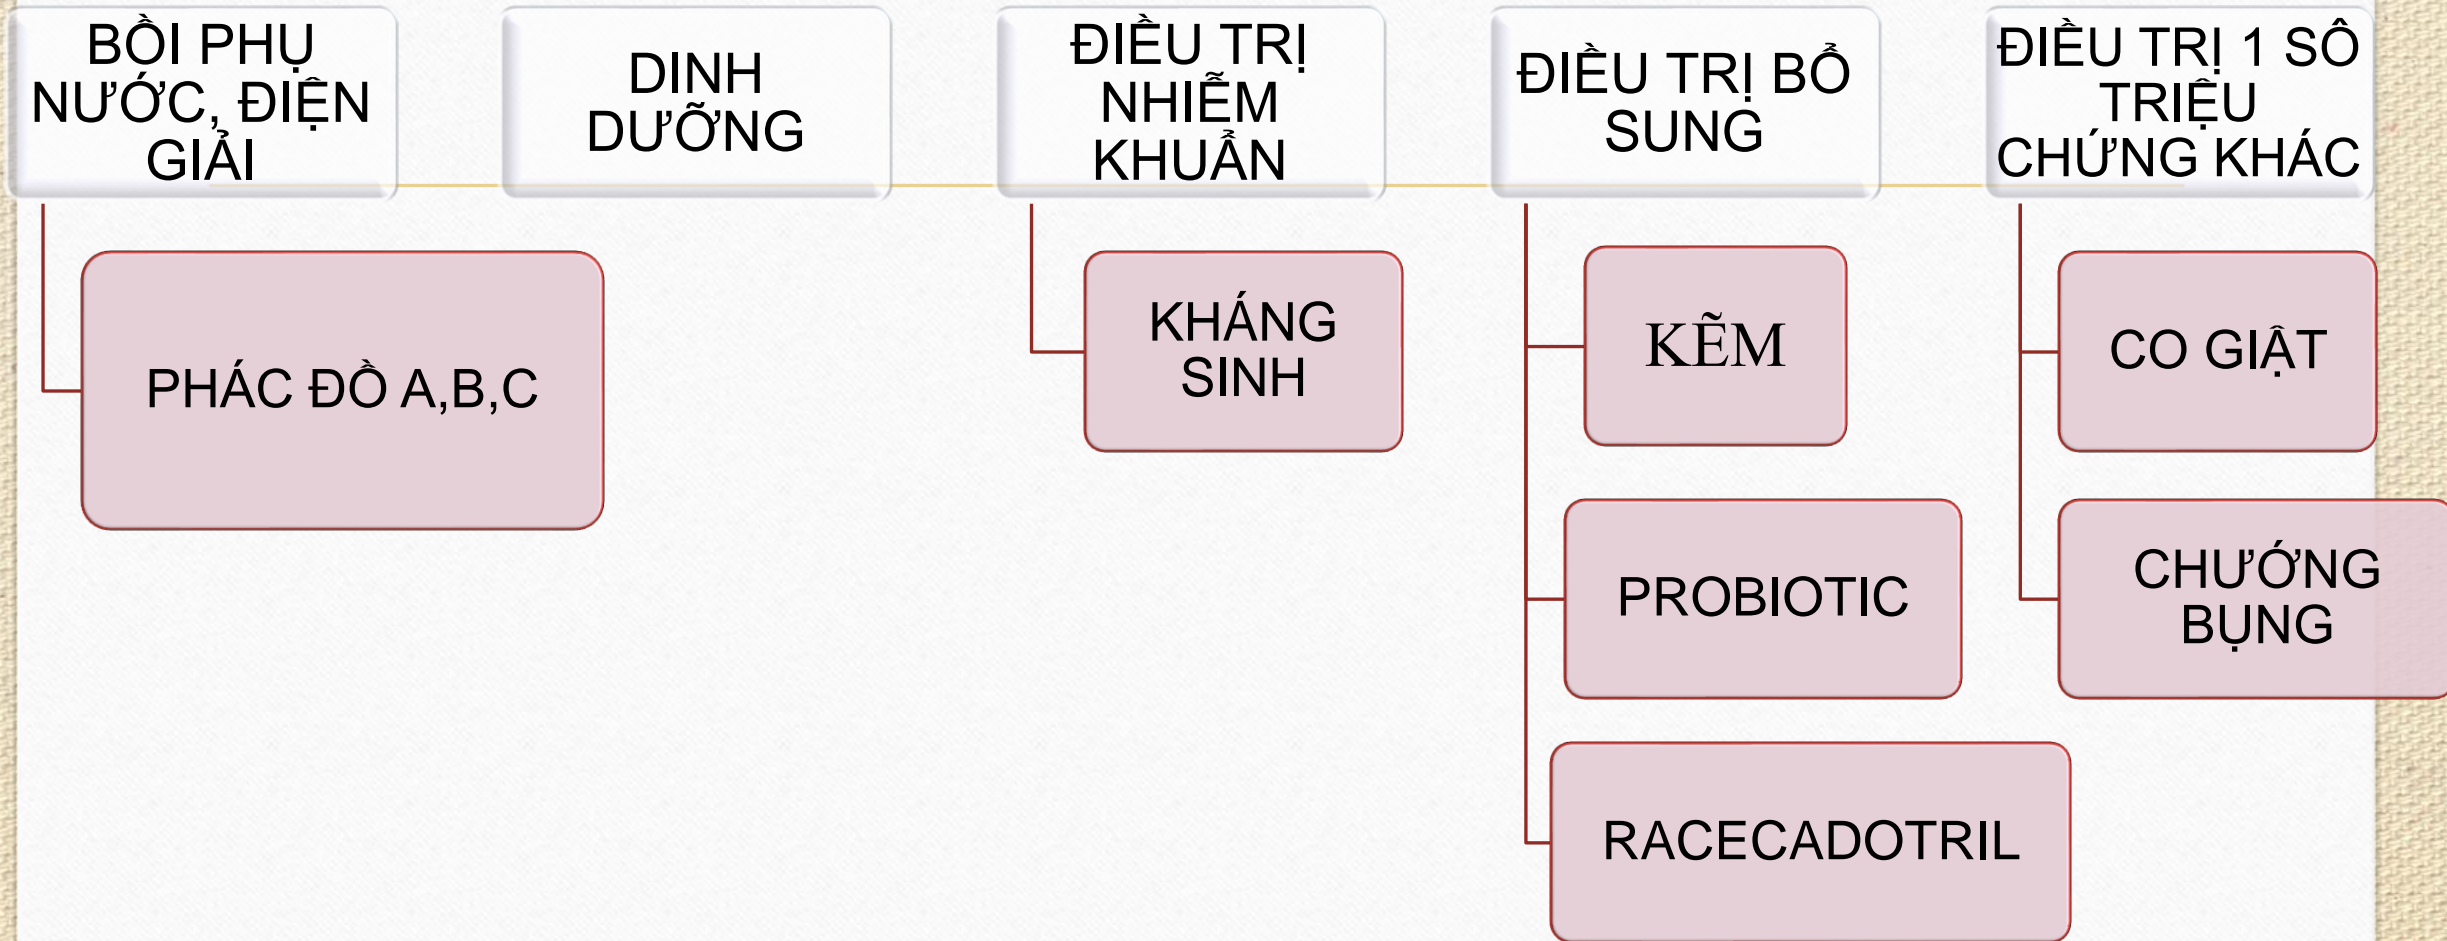 BỒI PHỤ
NƯỚC, ĐIỆN
GIẢI
DINH
DƯỠNG
ĐIỀU TRỊ
NHIỄM
KHUẨN
ĐIỀU TRỊ BỔ
SUNG
ĐIỀU TRỊ 1 SÔ
TRIỆU
CHỨNG KHÁC
PHÁC ĐỒ A,B,C
KHÁNG
SINH
KẼM
PROBIOTIC
RACECADOTRIL
CO GIẬT
CHƯỚNG
BỤNG